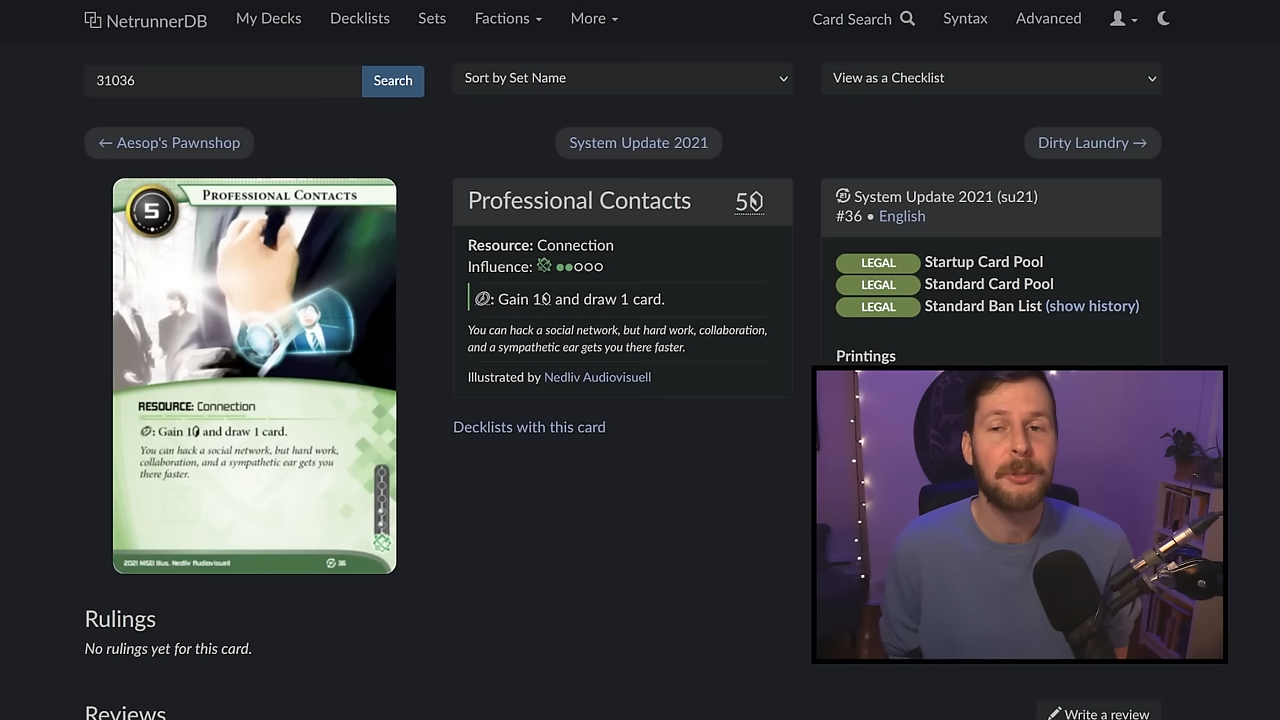 NetrunnerDB My Decks Decklists Sets Factions More Card Search Syntax Advanced
31036 Search Sort by Set Name View as a Checklist
← Aesop's Pawnshop System Update 2021 Dirty Laundry →
5 PROFESSIONAL CONTACTS
RESOURCE: Connection
: Gain 1 and draw 1 card.
You can hack a social network, but hard work,
collaboration, and a sympathetic ear gets you
there faster.
2021 NISEI Illus. Nedliv Audiovisuell 36
Professional Contacts 5
Resource: Connection
Influence:
: Gain 1 and draw 1 card.
You can hack a social network, but hard work, collaboration,
and a sympathetic ear gets you there faster.
Illustrated by Nedliv Audiovisuell
Decklists with this card
System Update 2021 (su21)
#36 • English
LEGAL Startup Card Pool
LEGAL Standard Card Pool
LEGAL Standard Ban List (show history)
Printings
Rulings
No rulings yet for this card.
Reviews
Write a review